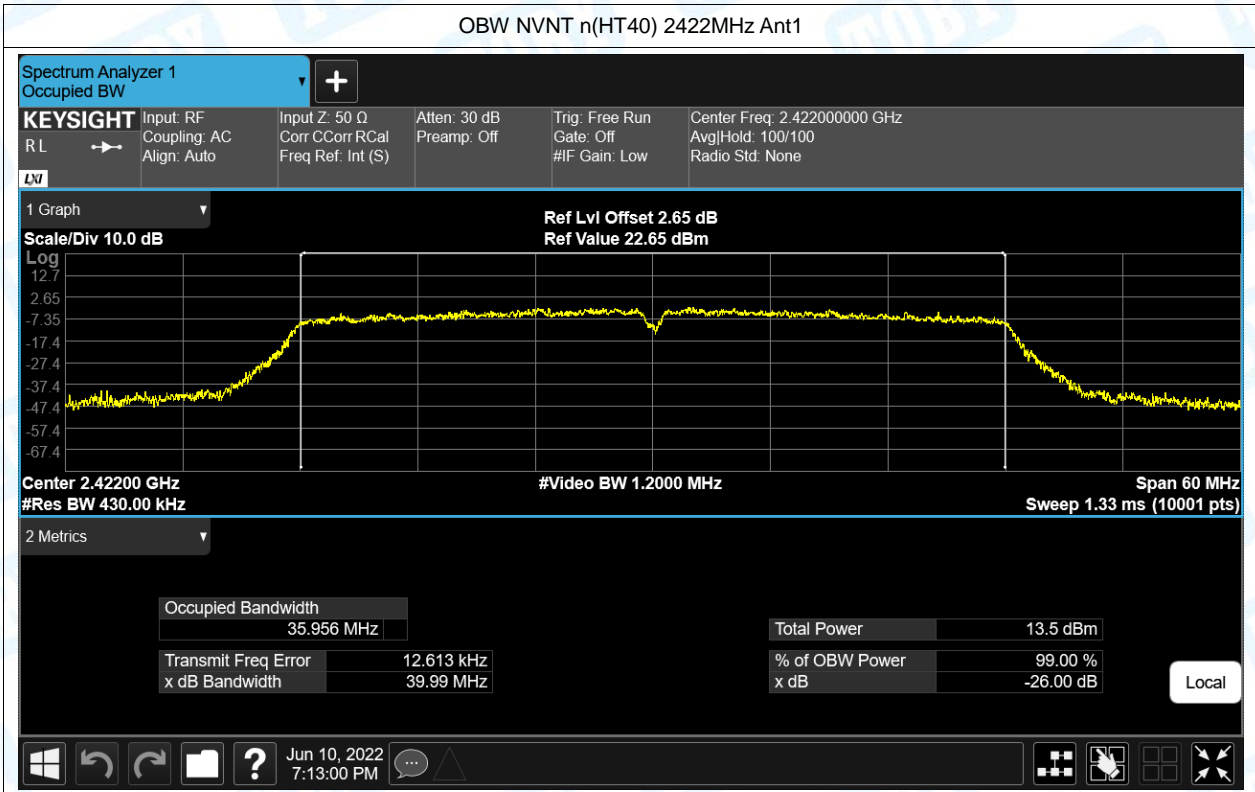 OBW NVNT n(HT40) 2422MHz Ant1
Spectrum Analyzer 1
Occupied BW
KEYSIGHT
R L
LXI
Input: RF
Coupling: AC
Align: Auto
Input Z: 50 Ω
Corr CCorr RCal
Freq Ref: Int (S)
Atten: 30 dB
Preamp: Off
Trig: Free Run
Gate: Off
#IF Gain: Low
Center Freq: 2.422000000 GHz
Avg|Hold: 100/100
Radio Std: None
1 Graph
Scale/Div 10.0 dB
Ref Lvl Offset 2.65 dB
Ref Value 22.65 dBm
Log
12.7
2.65
-7.35
-17.4
-27.4
-37.4
-47.4
-57.4
-67.4
Center 2.42200 GHz
#Video BW 1.2000 MHz
Span 60 MHz
#Res BW 430.00 kHz
Sweep 1.33 ms (10001 pts)
2 Metrics
Occupied Bandwidth
35.956 MHz
Total Power 13.5 dBm
Transmit Freq Error 12.613 kHz
% of OBW Power 99.00 %
x dB Bandwidth 39.99 MHz
x dB -26.00 dB
Local
?
Jun 10, 2022
7:13:00 PM